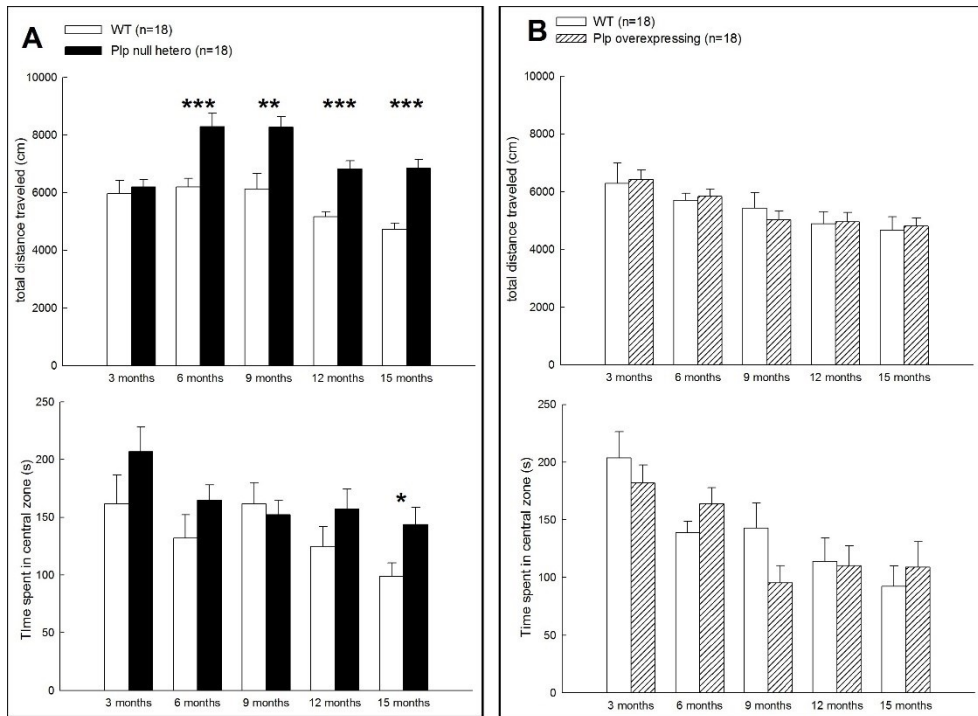 A
WT (n=18)
Plp null hetero (n=18)
total distance traveled (cm)
10000
8000
6000
4000
2000
0
*** ** *** ***
3 months 6 months 9 months 12 months 15 months
Time spent in central zone (s)
250
200
150
100
50
0
*
3 months 6 months 9 months 12 months 15 months
B
WT (n=18)
Plp overexpressing (n=18)
total distance traveled (cm)
10000
8000
6000
4000
2000
0
3 months 6 months 9 months 12 months 15 months
Time spent in central zone (s)
250
200
150
100
50
0
3 months 6 months 9 months 12 months 15 months